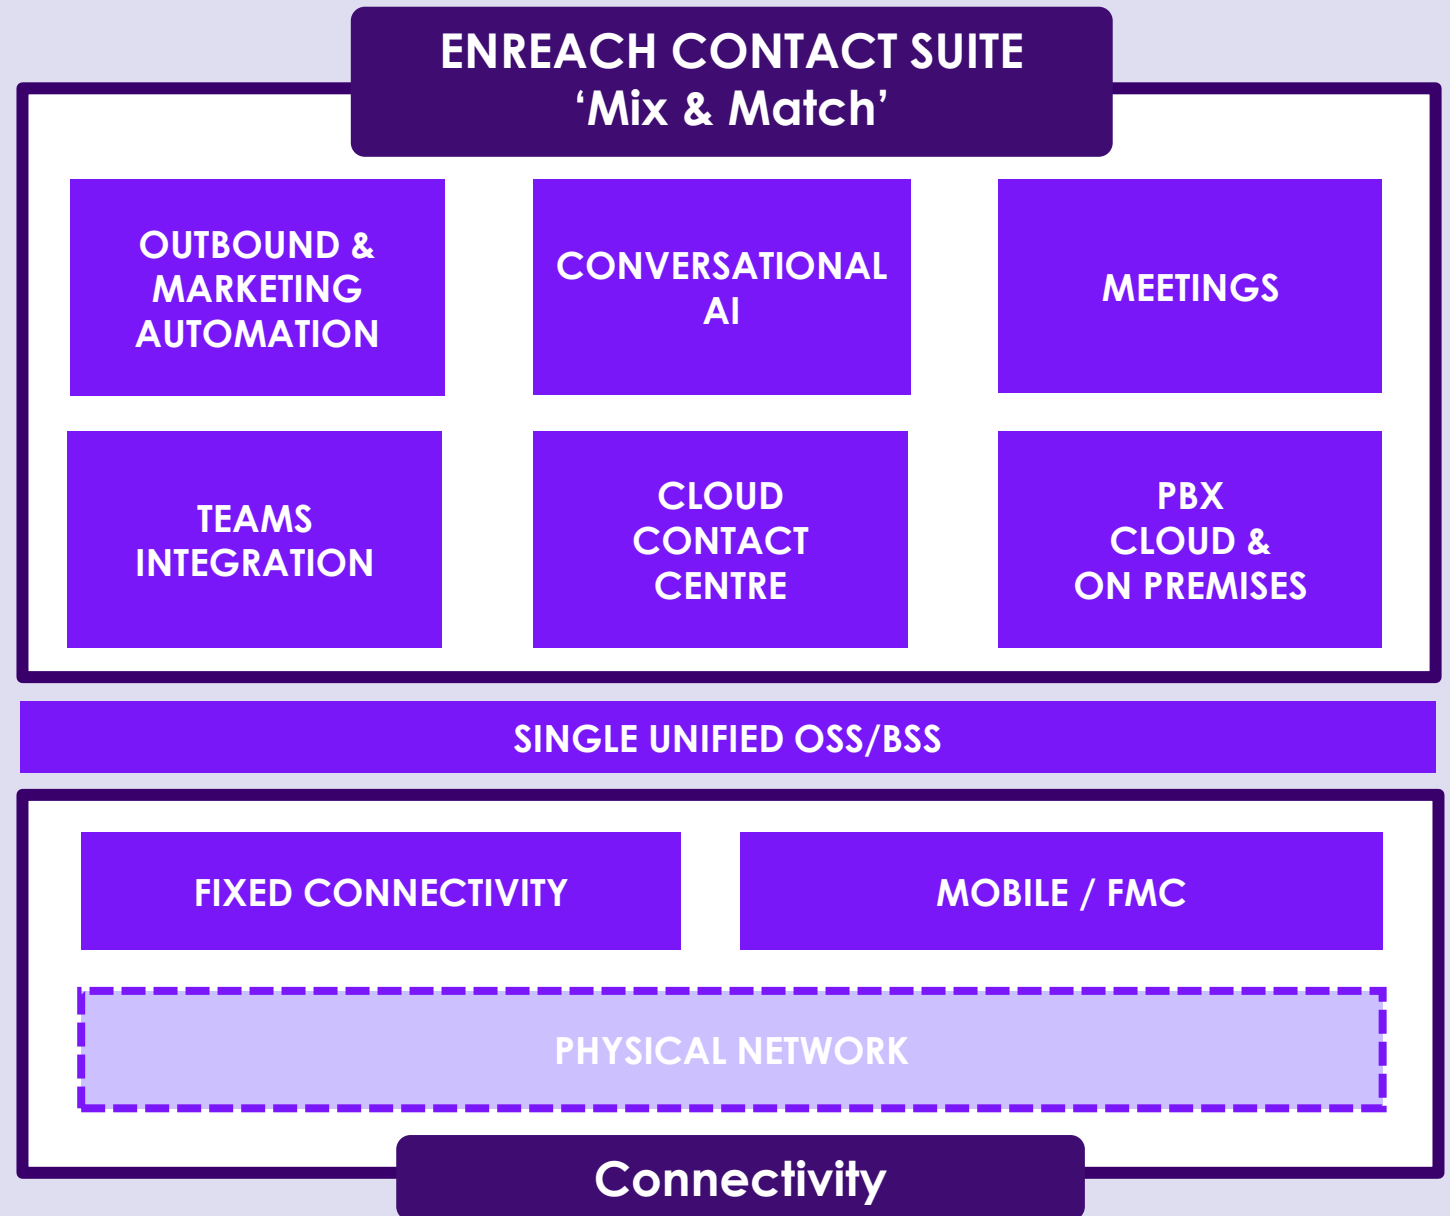 ENREACH CONTACT SUITE
‘Mix & Match’
OUTBOUND &
MARKETING
AUTOMATION
CONVERSATIONAL
AI
MEETINGS
TEAMS
INTEGRATION
CLOUD
CONTACT
CENTRE
PBX
CLOUD &
ON PREMISES
SINGLE UNIFIED OSS/BSS
FIXED CONNECTIVITY
MOBILE / FMC
PHYSICAL NETWORK
Connectivity